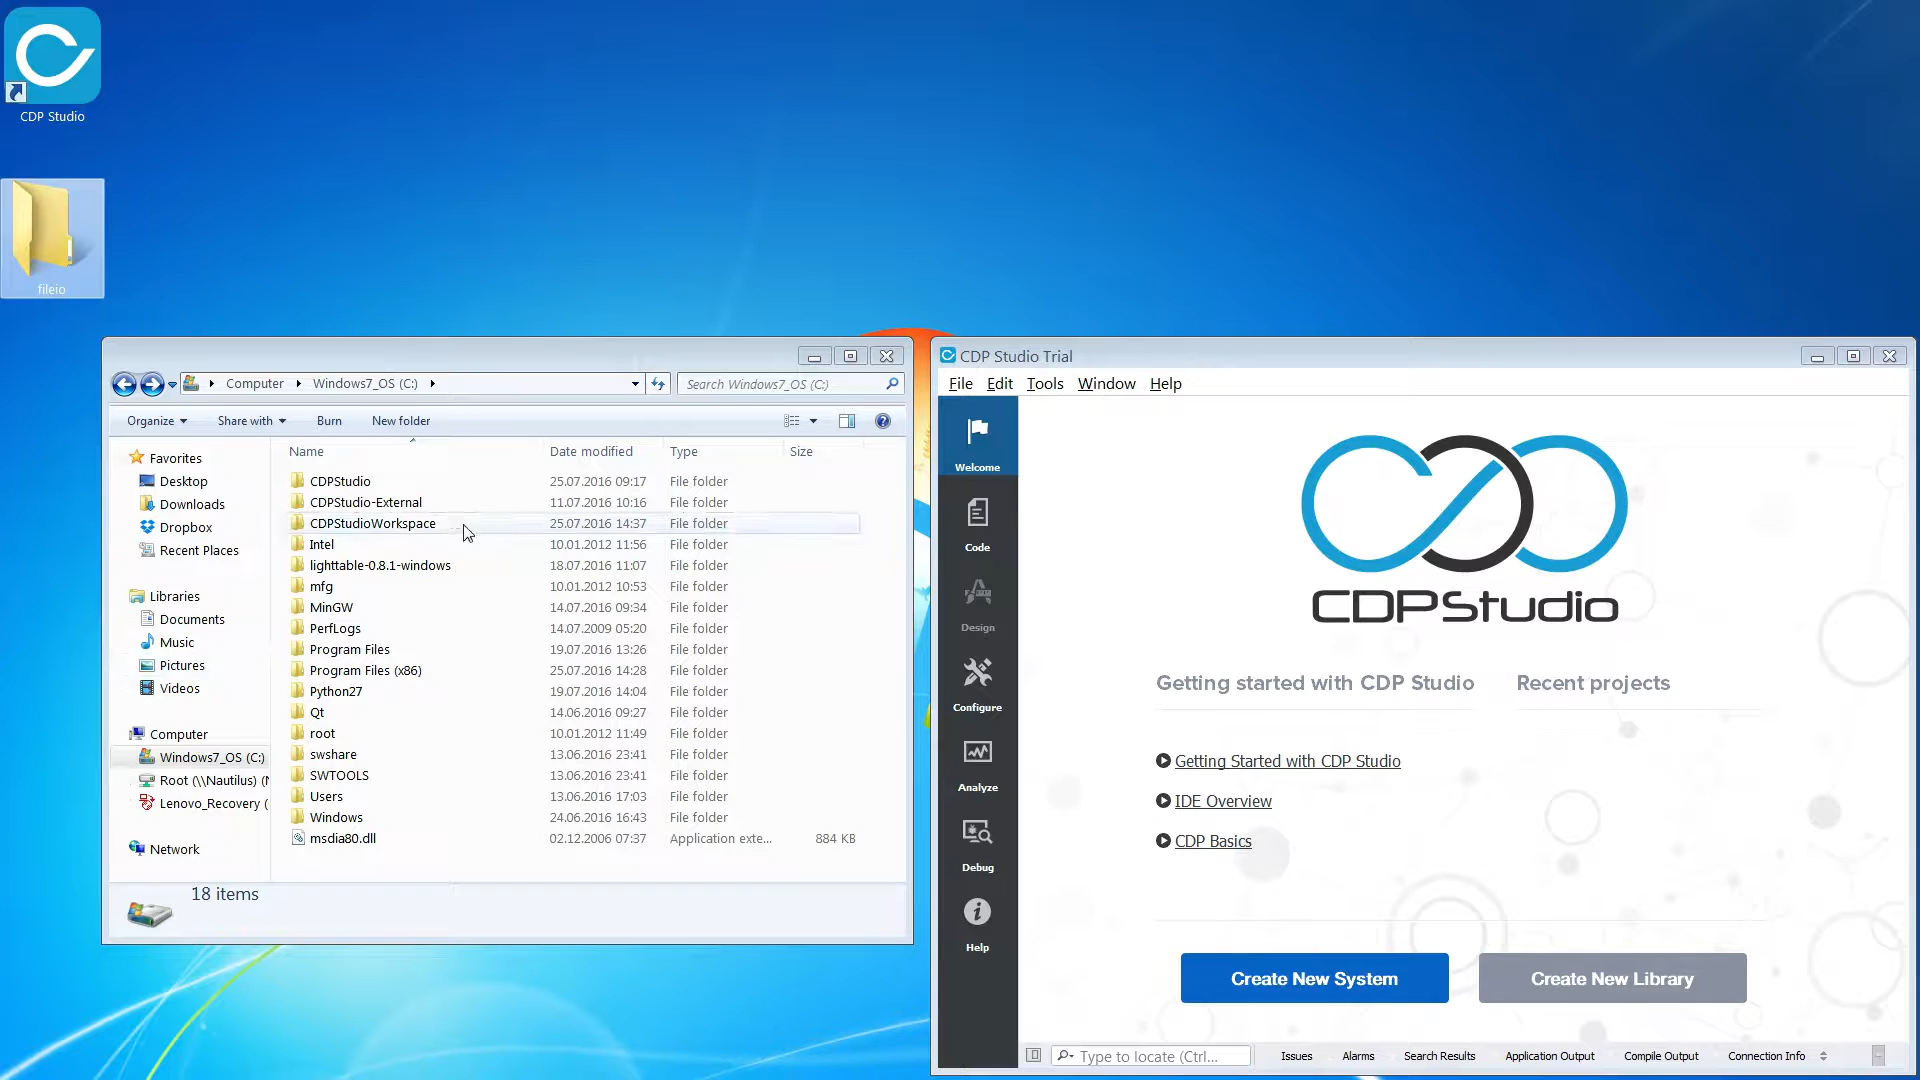 CDP Studio
fileio
Computer
Windows7_OS (C:)
Search Windows7_OS (C:)
Organize
Share with
Burn
New folder
Favorites
Desktop
Downloads
Dropbox
Recent Places
Libraries
Documents
Music
Pictures
Videos
Computer
Windows7_OS (C:)
Root (\\Nautilus) (
Lenovo_Recovery (
Network
Name Date modified Type Size
CDPStudio 25.07.2016 09:17 File folder
CDPStudio-External 11.07.2016 10:16 File folder
CDPStudioWorkspace 25.07.2016 14:37 File folder
Intel 10.01.2012 11:56 File folder
lighttable-0.8.1-windows 18.07.2016 11:07 File folder
mfg 10.01.2012 10:53 File folder
MinGW 14.07.2016 09:34 File folder
PerfLogs 14.07.2009 05:20 File folder
Program Files 19.07.2016 13:26 File folder
Program Files (x86) 25.07.2016 14:28 File folder
Python27 19.07.2016 14:04 File folder
Qt 14.06.2016 09:27 File folder
root 10.01.2012 11:49 File folder
swshare 13.06.2016 23:41 File folder
SWTOOLS 13.06.2016 23:41 File folder
Users 13.06.2016 17:03 File folder
Windows 24.06.2016 16:43 File folder
msdia80.dll 02.12.2006 07:37 Application exte... 884 KB
18 items
CDP Studio Trial
File Edit Tools Window Help
Welcome
Code
Design
Configure
Analyze
Debug
Help
CDPStudio
Getting started with CDP Studio
Recent projects
Getting Started with CDP Studio
IDE Overview
CDP Basics
Create New System
Create New Library
Type to locate (Ctrl...
Issues Alarms Search Results Application Output Compile Output Connection Info